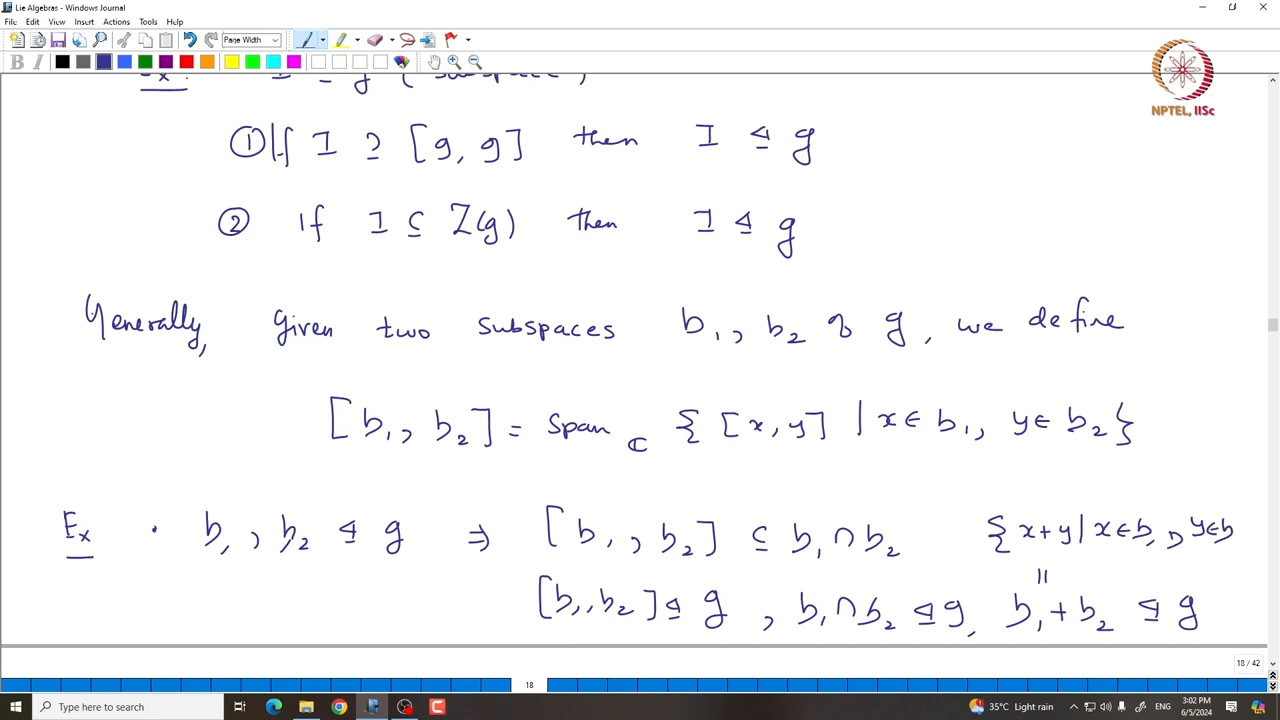 Lie Algebras - Windows Journal
File Edit View Insert Actions Tools Help
Page Width
B I
Ex: I ⊆ g (subspace)
NPTEL, IISc
① If I ⊇ [g, g] then I ⊴ g
② If I ⊆ Z(g) then I ⊴ g
Generally, given two subspaces b₁, b₂ of g, we define
[b₁, b₂] = span_ℂ { [x, y] | x ∈ b₁, y ∈ b₂ }
Ex • b₁, b₂ ⊴ g ⇒ [b₁, b₂] ⊆ b₁ ∩ b₂ { x+y | x ∈ b₁, y ∈ b
=
[b₁, b₂] ⊴ g, b₁ ∩ b₂ ⊴ g, b₁ + b₂ ⊴ g
18 / 42
18
Type here to search
35°C Light rain
ENG
3:02 PM
6/5/2024